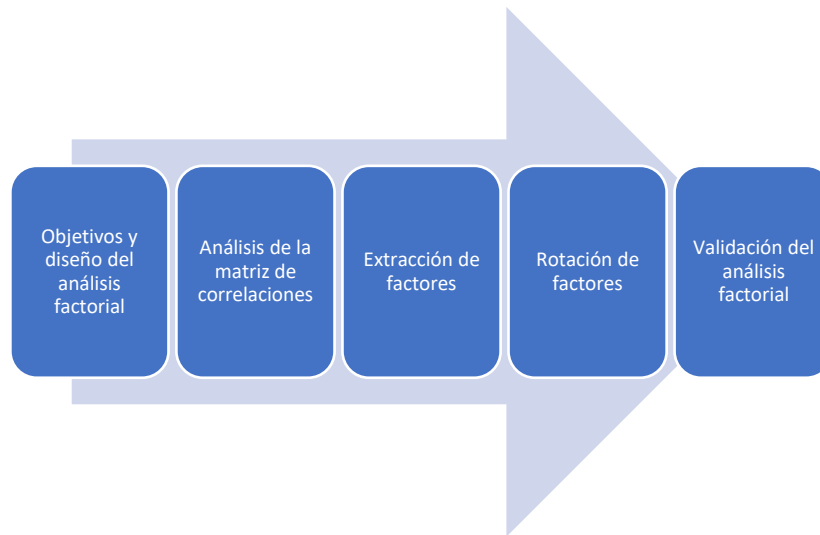 Objetivos y
diseño del
análisis
factorial
Análisis de la
matriz de
correlaciones
Extracción de
factores
Rotación de
factores
Validación del
análisis
factorial